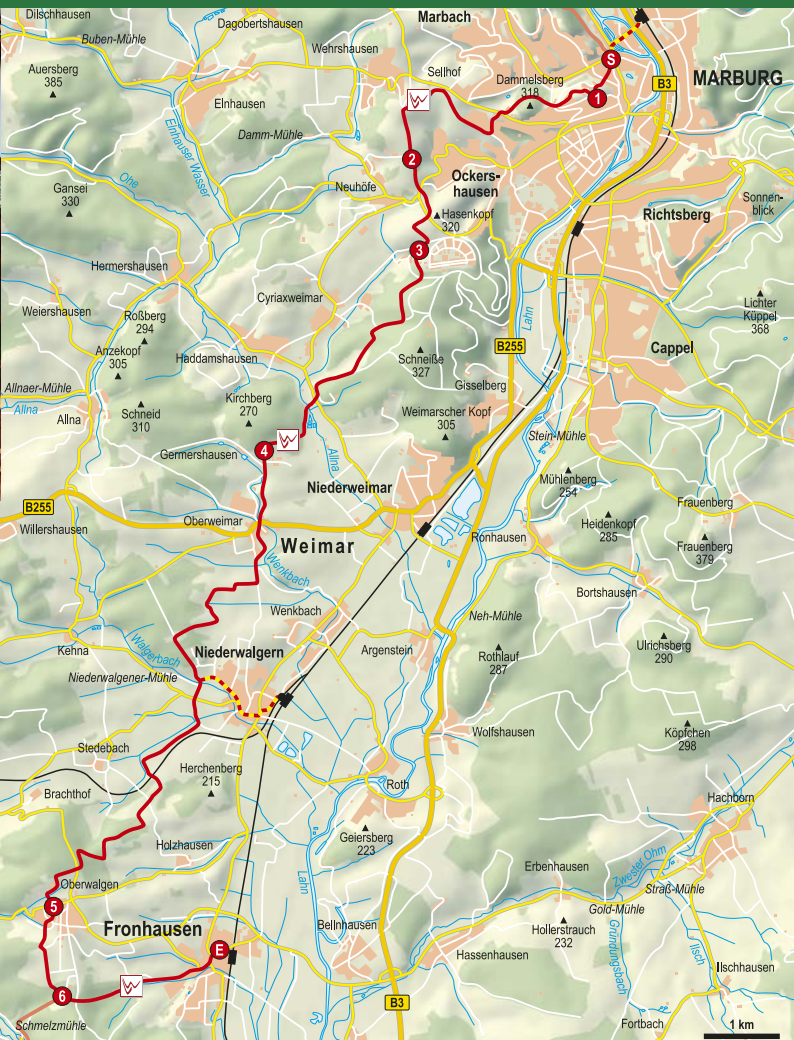 Dilschhausen
Dagobertshausen
Marbach
Buben-Mühle
Wehrshausen
S
Auersberg
385
Sellhof
Dammelsberg
318
B3
MARBURG
1
Elnhausen
Elnhauser Wasser
Damm-Mühle
2
Ohe
Gansel
330
Neuhöfe
Ockers-
hausen
Sonnen-
blick
Hasenkopf
320
Richtsberg
3
Hermershausen
Cyriaxweimar
Weiershausen
Roßberg
294
Lahn
Lichter
Küppel
368
Anzekopf
305
Haddamshausen
Schneiße
327
B255
Cappel
Allnaer-Mühle
Allna
Gisselberg
Allna
Schneid
310
Kirchberg
270
Weimarscher Kopf
305
4
Stein-Mühle
Germershausen
Allna
Niederweimar
Mühlenberg
254
B255
Frauenberg
Willershausen
Oberweimar
Heidenkopf
285
Weimar
Ronhausen
Frauenberg
379
Wenkbach
Bortshausen
Wenkbach
Neh-Mühle
Walgerbach
Kehna
Niederwalgern
Argenstein
Rothlauf
287
Ulrichsberg
290
Niederwalgener-Mühle
Stedebach
Wolfshausen
Köpfchen
298
Herchenberg
215
Brachthof
Roth
Hachborn
Holzhausen
Geiersberg
223
Erbenhausen
Zwester Ohm
Oberwalgen
Lahn
Straß-Mühle
5
Gold-Mühle
Fronhausen
Bellnhausen
Hollerstrauch
232
Gründungsbach
Ilsch
E
Hassenhausen
Ilschhausen
6
B3
Schmelzmühle
Fortbach
1 km